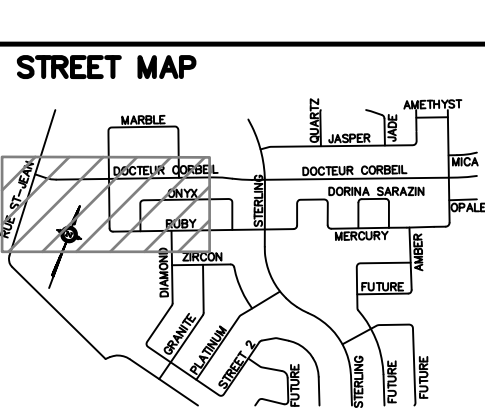 STREET MAP
AMETHYST
MARBLE
QUARTZ
JADE
JASPER
MICA
RUE-ST-JEAN
DOCTEUR CORBEIL
DOCTEUR CORBEIL
ONYX
STERLING
DORINA SARAZIN
OPALE
RUBY
MERCURY
N
DIAMOND
ZIRCON
AMBER
FUTURE
GRANITE
PLATINUM
STREET 2
FUTURE
STERLING
FUTURE
FUTURE